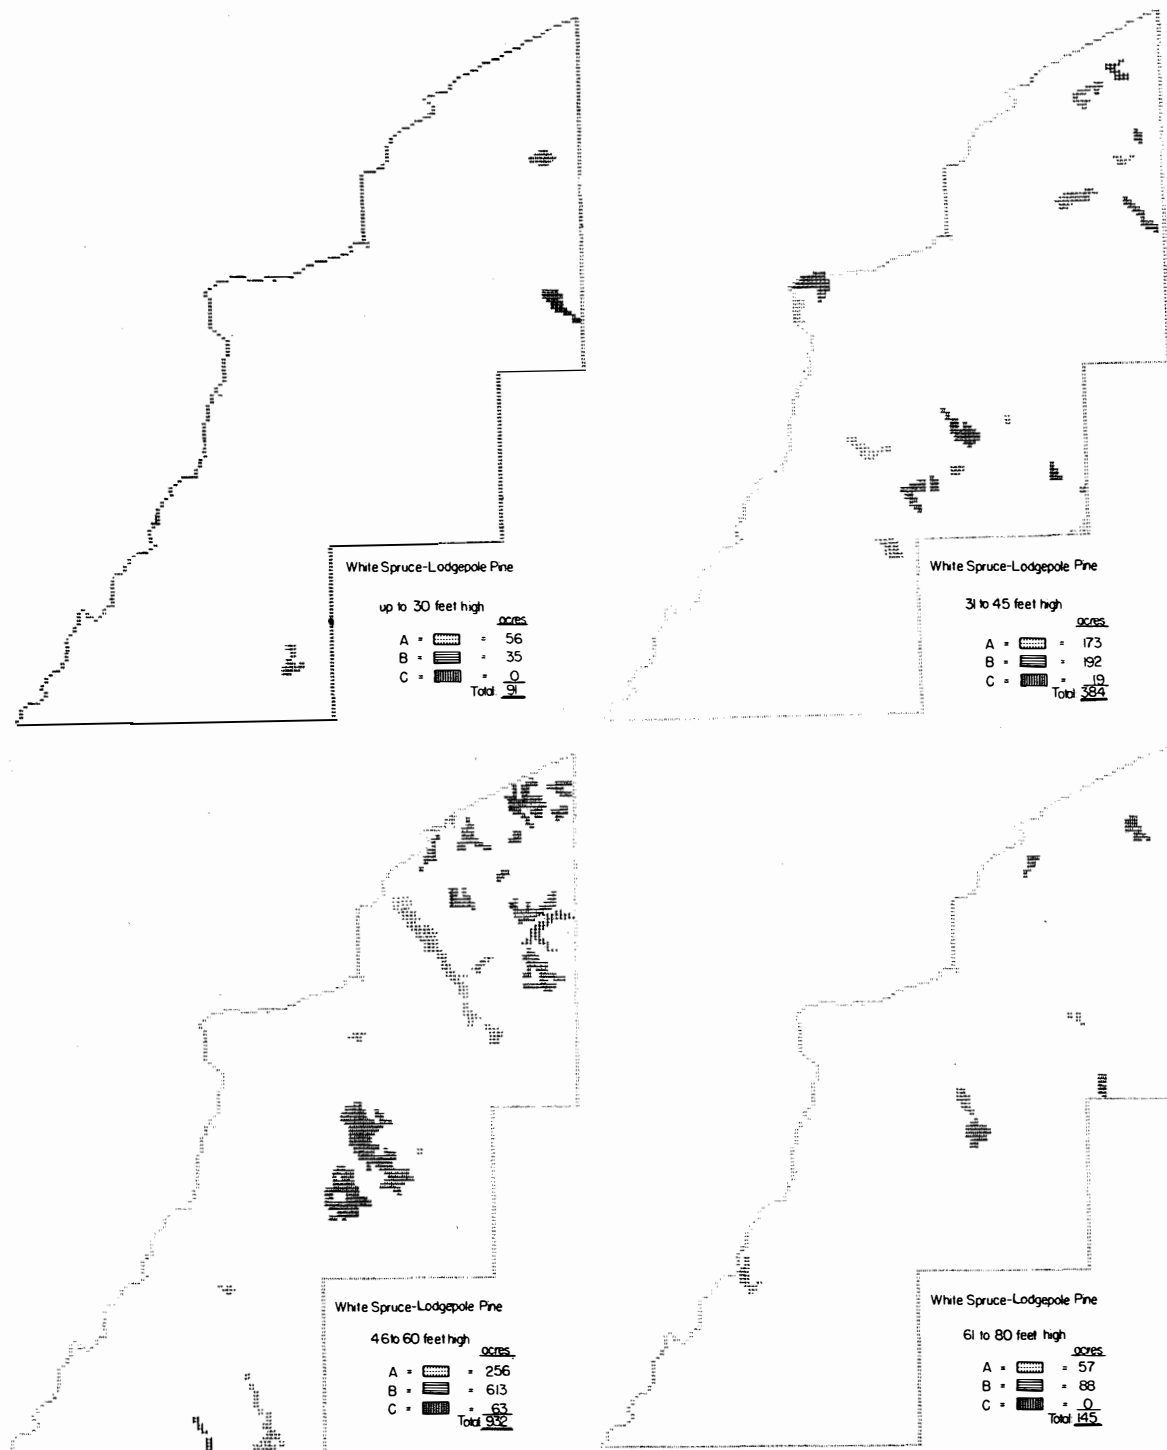 White Spruce-Lodgepole Pine
up to 30 feet high
acres
A = = 56
B = = 35
C = = 0
Total 91
White Spruce-Lodgepole Pine
31 to 45 feet high
acres
A = = 173
B = = 192
C = = 19
Total 384
White Spruce-Lodgepole Pine
46 to 60 feet high
acres
A = = 256
B = = 613
C = = 63
Total 932
White Spruce-Lodgepole Pine
61 to 80 feet high
acres
A = = 57
B = = 88
C = = 0
Total 145